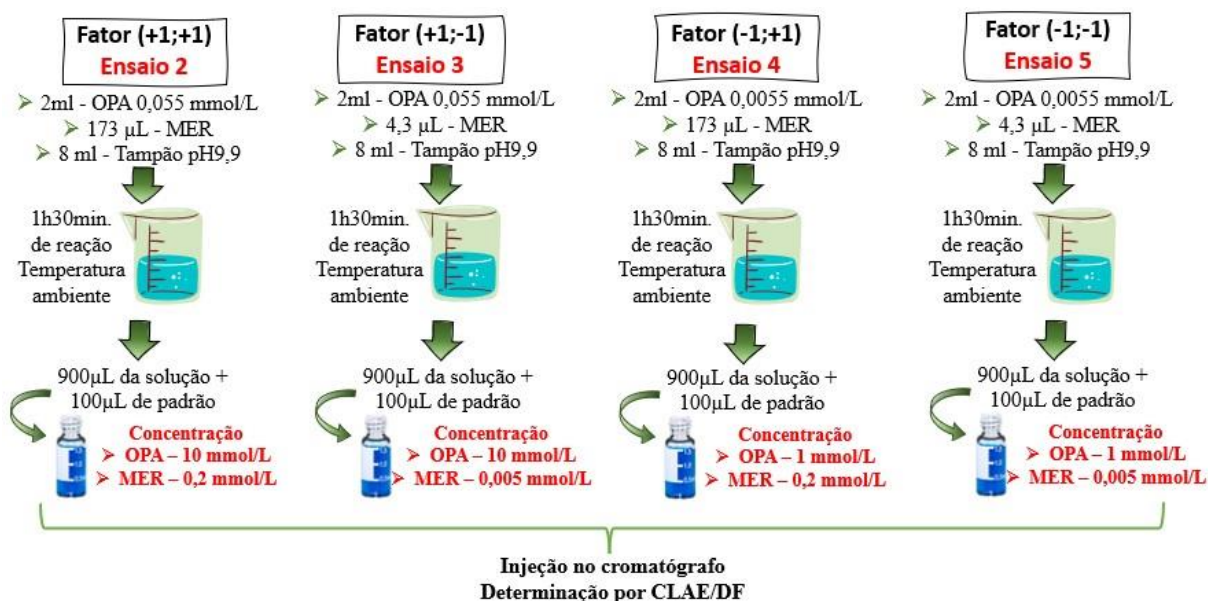 Fator (+1;+1)
Ensaio 2
2ml - OPA 0,055 mmol/L
173 µL - MER
8 ml - Tampão pH9,9
1h30min.
de reação
Temperatura
ambiente
900µL da solução +
100µL de padrão
Concentração
OPA – 10 mmol/L
MER – 0,2 mmol/L
Fator (+1;-1)
Ensaio 3
2ml - OPA 0,055 mmol/L
4,3 µL - MER
8 ml - Tampão pH9,9
1h30min.
de reação
Temperatura
ambiente
900µL da solução +
100µL de padrão
Concentração
OPA – 10 mmol/L
MER – 0,005 mmol/L
Fator (-1;+1)
Ensaio 4
2ml - OPA 0,0055 mmol/L
173 µL - MER
8 ml - Tampão pH9,9
1h30min.
de reação
Temperatura
ambiente
900µL da solução +
100µL de padrão
Concentração
OPA – 1 mmol/L
MER – 0,2 mmol/L
Fator (-1;-1)
Ensaio 5
2ml - OPA 0,0055 mmol/L
4,3 µL - MER
8 ml - Tampão pH9,9
1h30min.
de reação
Temperatura
ambiente
900µL da solução +
100µL de padrão
Concentração
OPA – 1 mmol/L
MER – 0,005 mmol/L
Injeção no cromatógrafo
Determinação por CLAE/DF